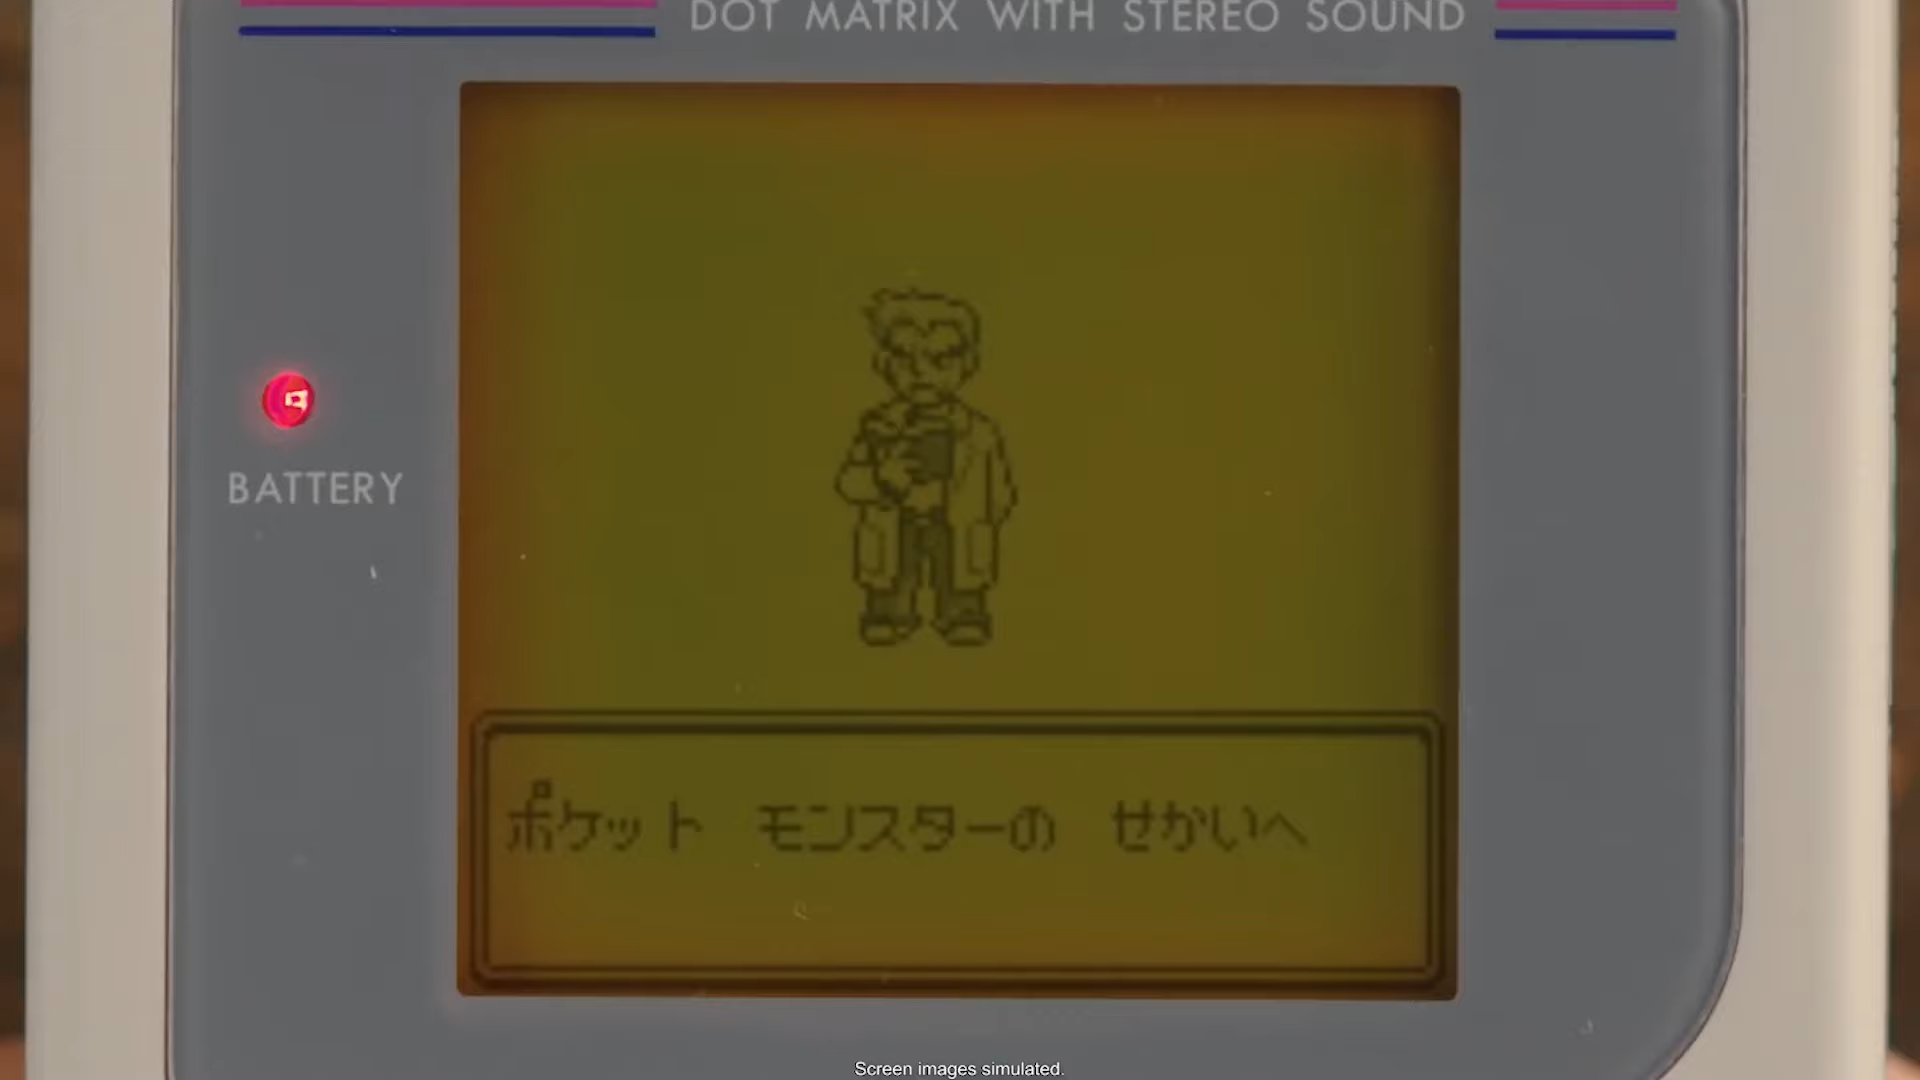 DOT MATRIX WITH STEREO SOUND
BATTERY
ポケット モンスターの せかいへ
Screen images simulated.